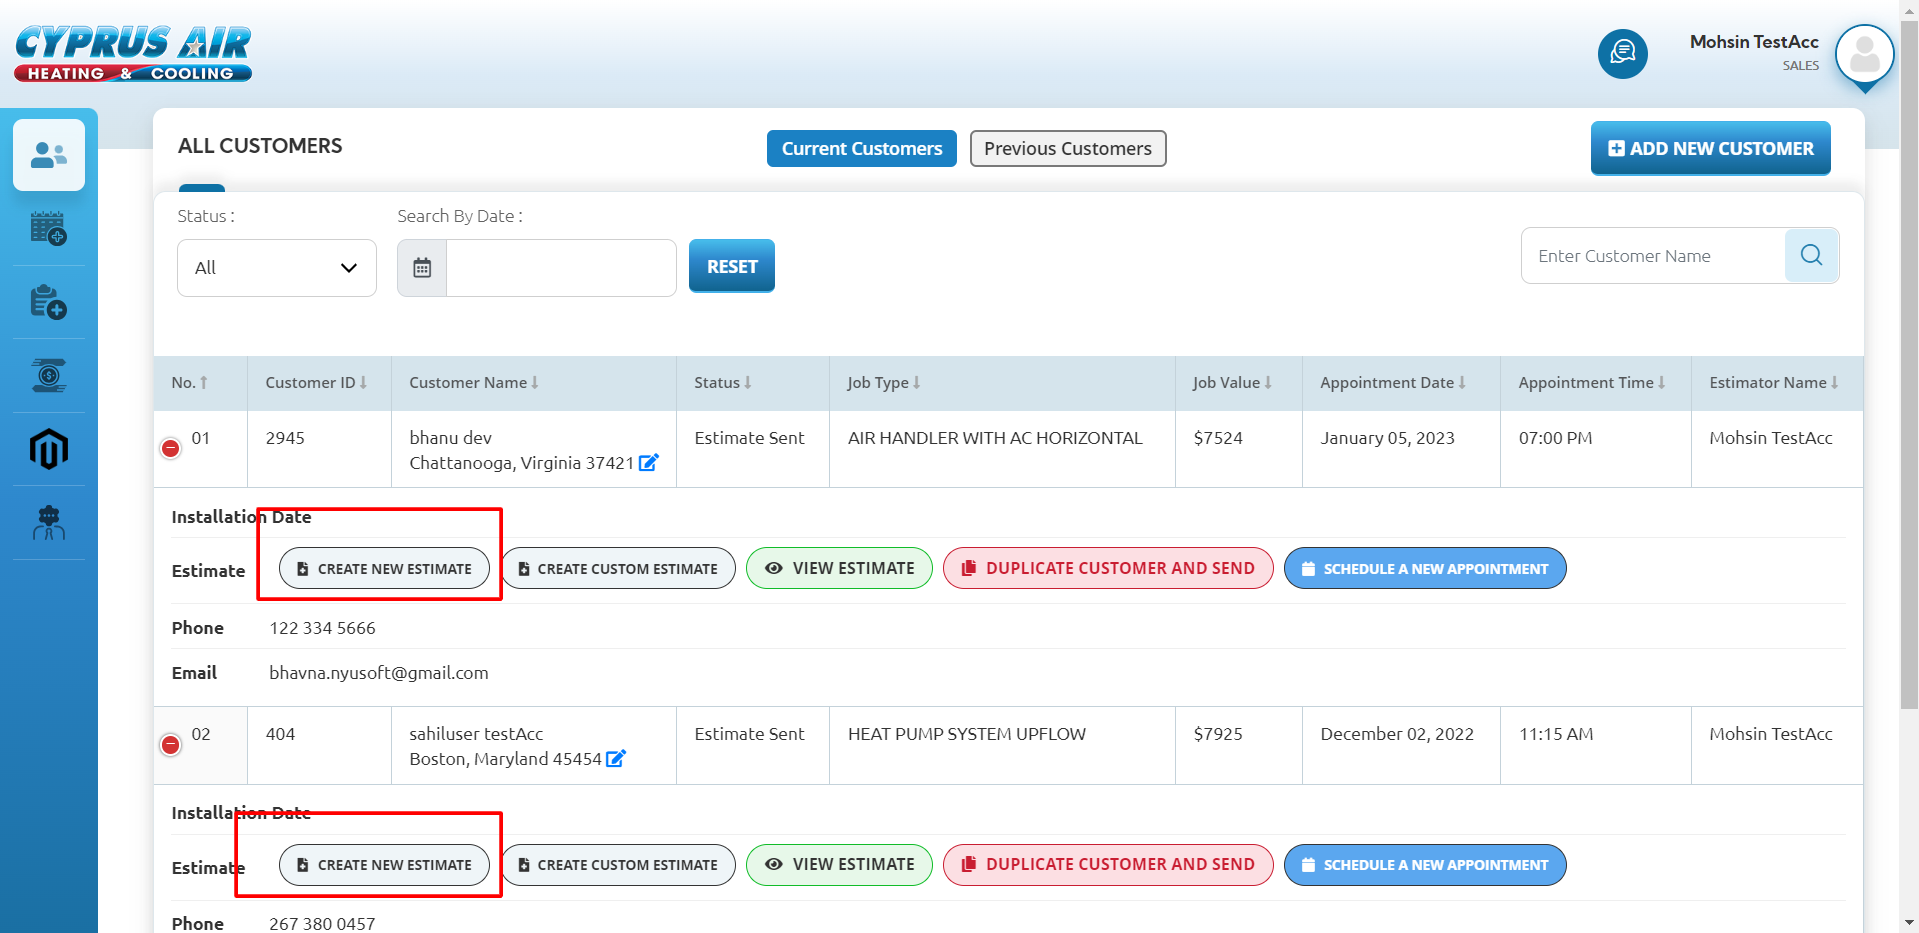 CYPRUS AIR
HEATING & COOLING
Mohsin TestAcc
SALES
ALL CUSTOMERS
Current Customers
Previous Customers
ADD NEW CUSTOMER
Status :
Search By Date :
All
RESET
Enter Customer Name
No. Customer ID Customer Name Status Job Type Job Value Appointment Date Appointment Time Estimator Name
01 2945 bhanu dev Estimate Sent AIR HANDLER WITH AC HORIZONTAL $7524 January 05, 2023 07:00 PM Mohsin TestAcc
Chattanooga, Virginia 37421
Installation Date
Estimate CREATE NEW ESTIMATE CREATE CUSTOM ESTIMATE VIEW ESTIMATE DUPLICATE CUSTOMER AND SEND SCHEDULE A NEW APPOINTMENT
Phone 122 334 5666
Email bhavna.nyusoft@gmail.com
02 404 sahiluser testAcc Estimate Sent HEAT PUMP SYSTEM UPFLOW $7925 December 02, 2022 11:15 AM Mohsin TestAcc
Boston, Maryland 45454
Installation Date
Estimate CREATE NEW ESTIMATE CREATE CUSTOM ESTIMATE VIEW ESTIMATE DUPLICATE CUSTOMER AND SEND SCHEDULE A NEW APPOINTMENT
Phone 267 380 0457